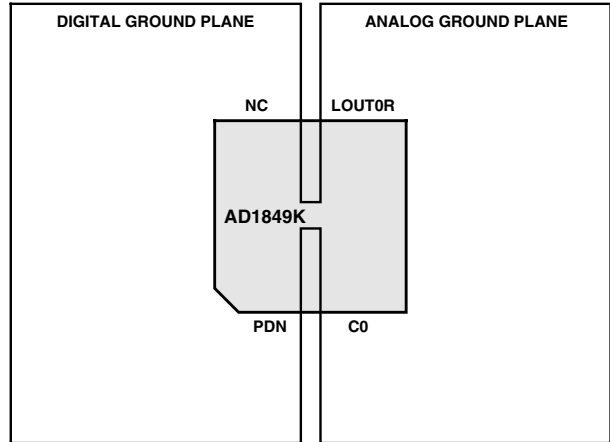 DIGITAL GROUND PLANE
ANALOG GROUND PLANE
NC
LOUT0R
AD1849K
PDN
C0